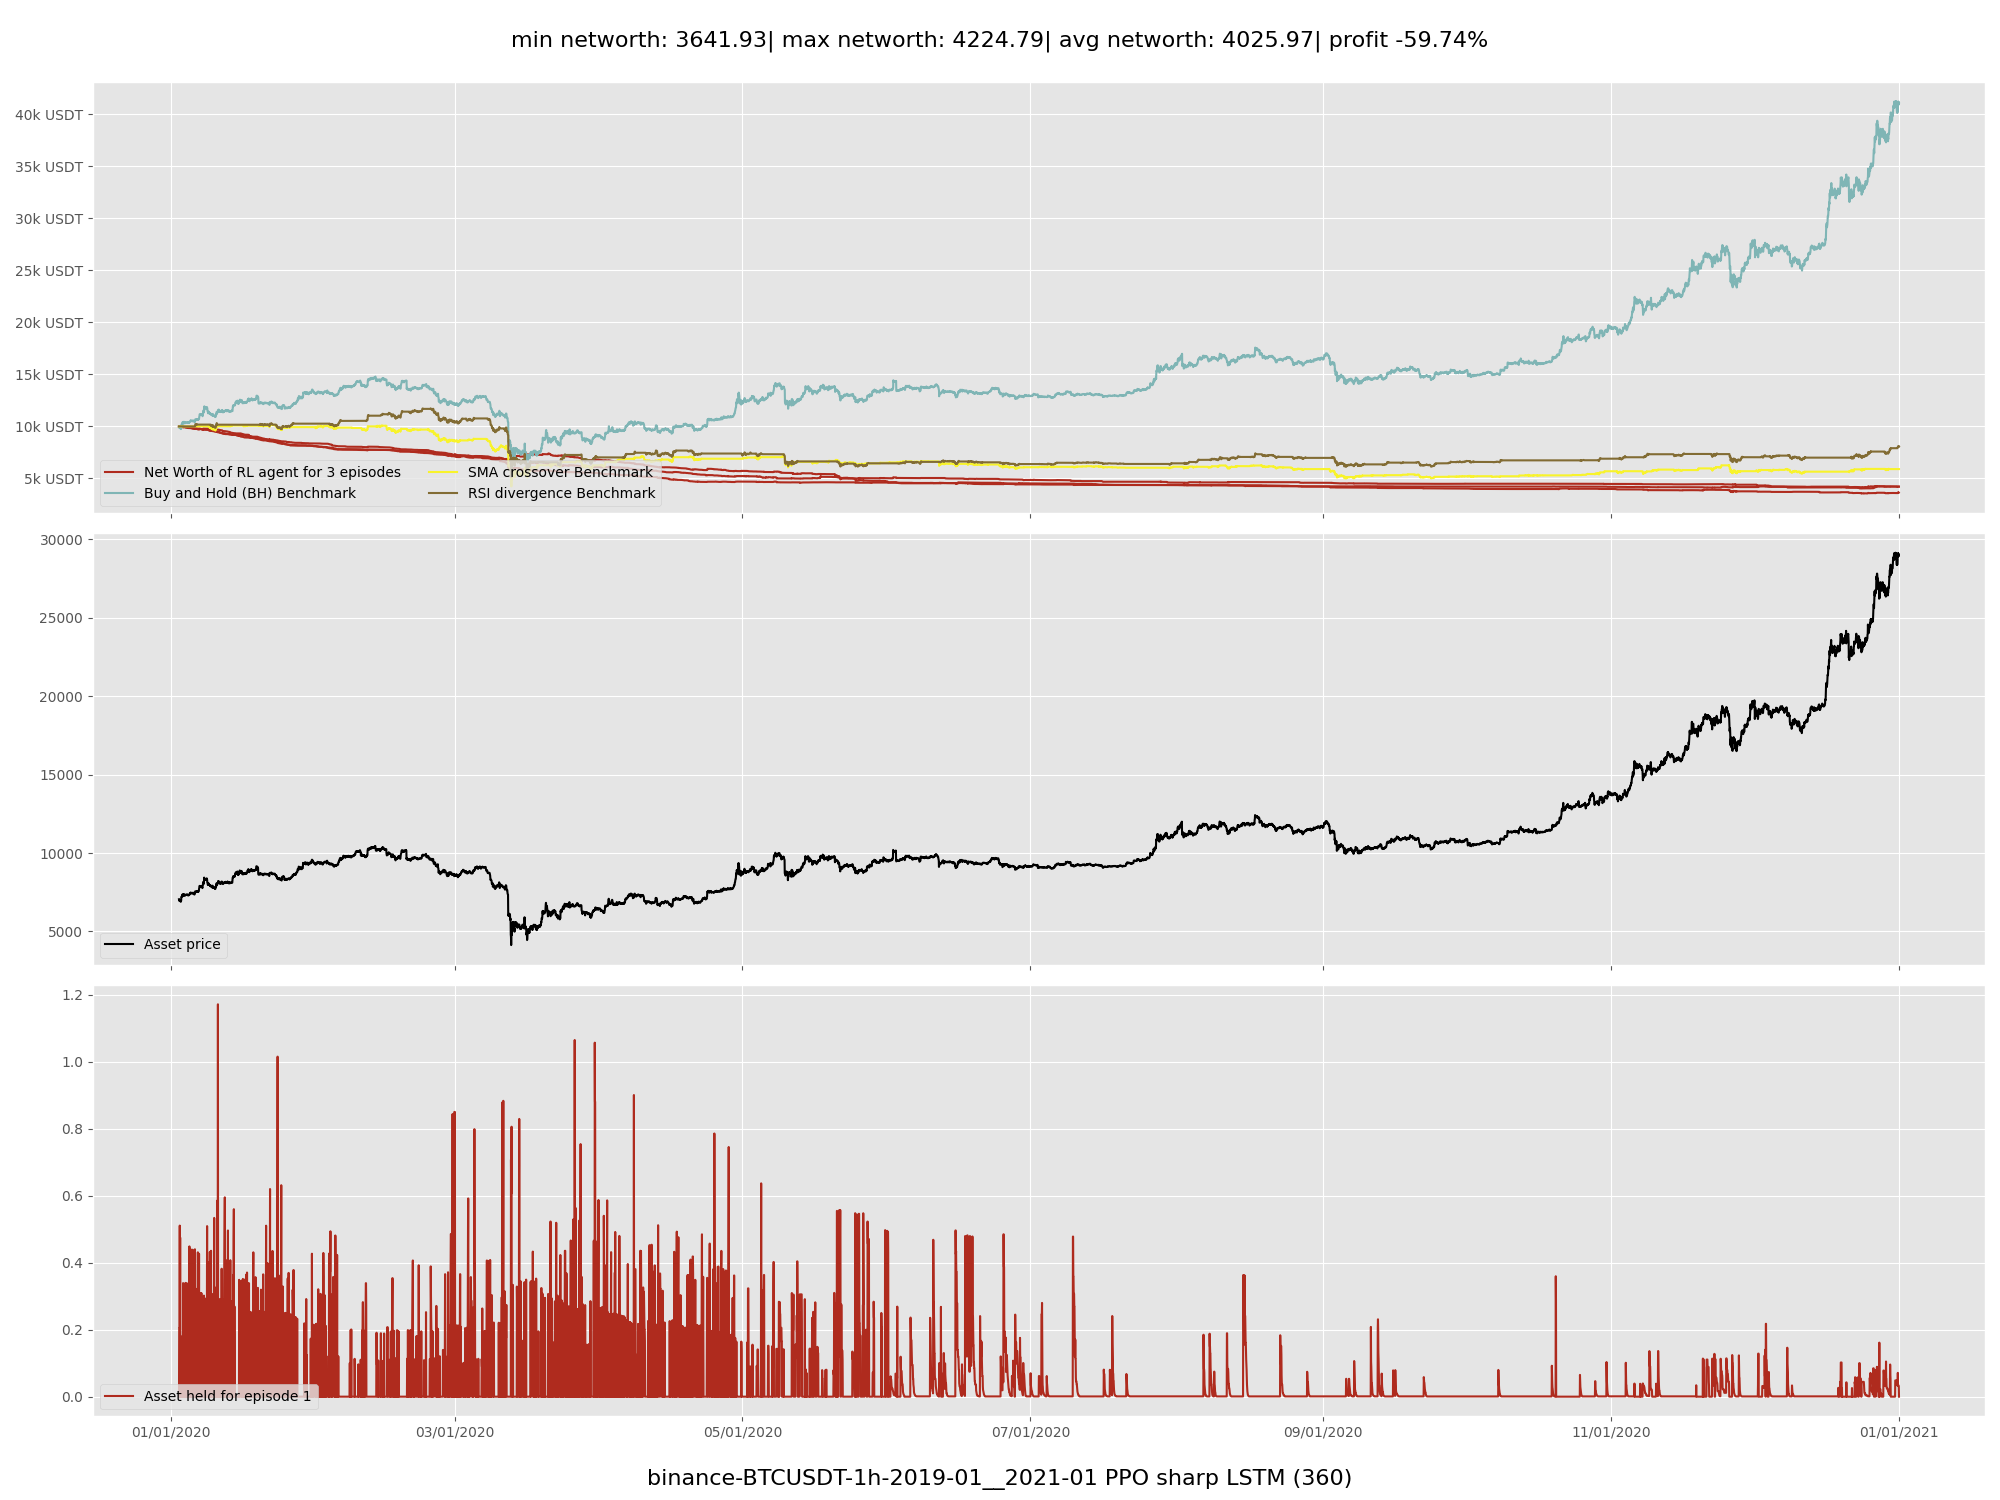 min networth: 3641.93| max networth: 4224.79| avg networth: 4025.97| profit -59.74%
40k USDT
35k USDT
30k USDT
25k USDT
20k USDT
15k USDT
10k USDT
5k USDT
Net Worth of RL agent for 3 episodes
Buy and Hold (BH) Benchmark
SMA crossover Benchmark
RSI divergence Benchmark
30000
25000
20000
15000
10000
5000
Asset price
1.2
1.0
0.8
0.6
0.4
0.2
0.0
Asset held for episode 1
01/01/2020
03/01/2020
05/01/2020
07/01/2020
09/01/2020
11/01/2020
01/01/2021
binance-BTCUSDT-1h-2019-01__2021-01 PPO sharp LSTM (360)